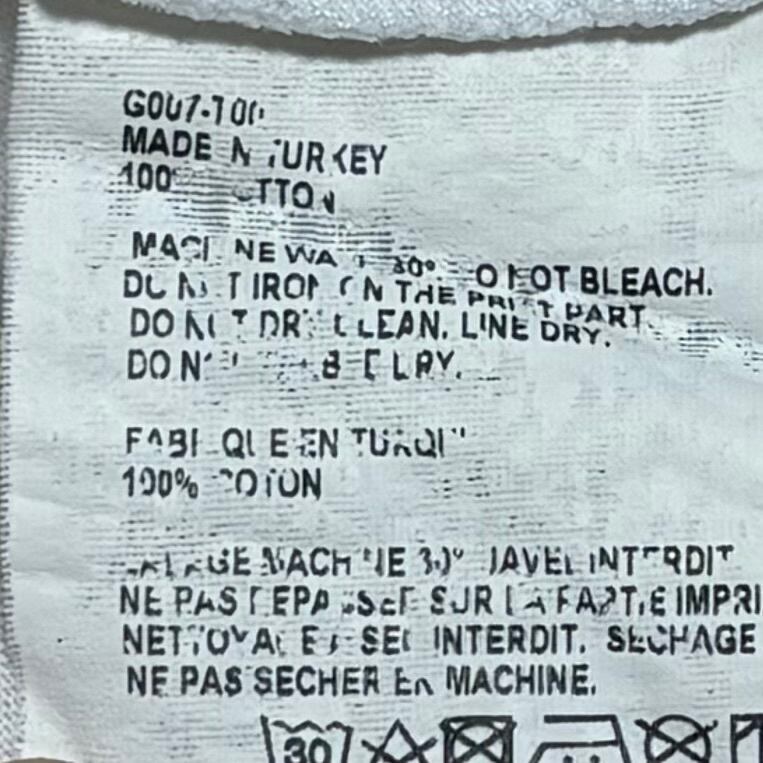 MADE IN TURKEY
100% COTTON
MACHINE WASH 30° DO NOT BLEACH.
DO NOT IRON ON THE PRINT PART.
DO NOT DRY CLEAN. LINE DRY.
DO NOT TUMBLE DRY.
FABRIQUE EN TURQUIE
100% COTON
LAVAGE MACHINE 30° JAVEL INTERDIT
NE PAS REPASSER SUR LA PARTIE IMPRI
NETTOYAGE A SEC INTERDIT. SECHAGE
NE PAS SECHER EN MACHINE.
30